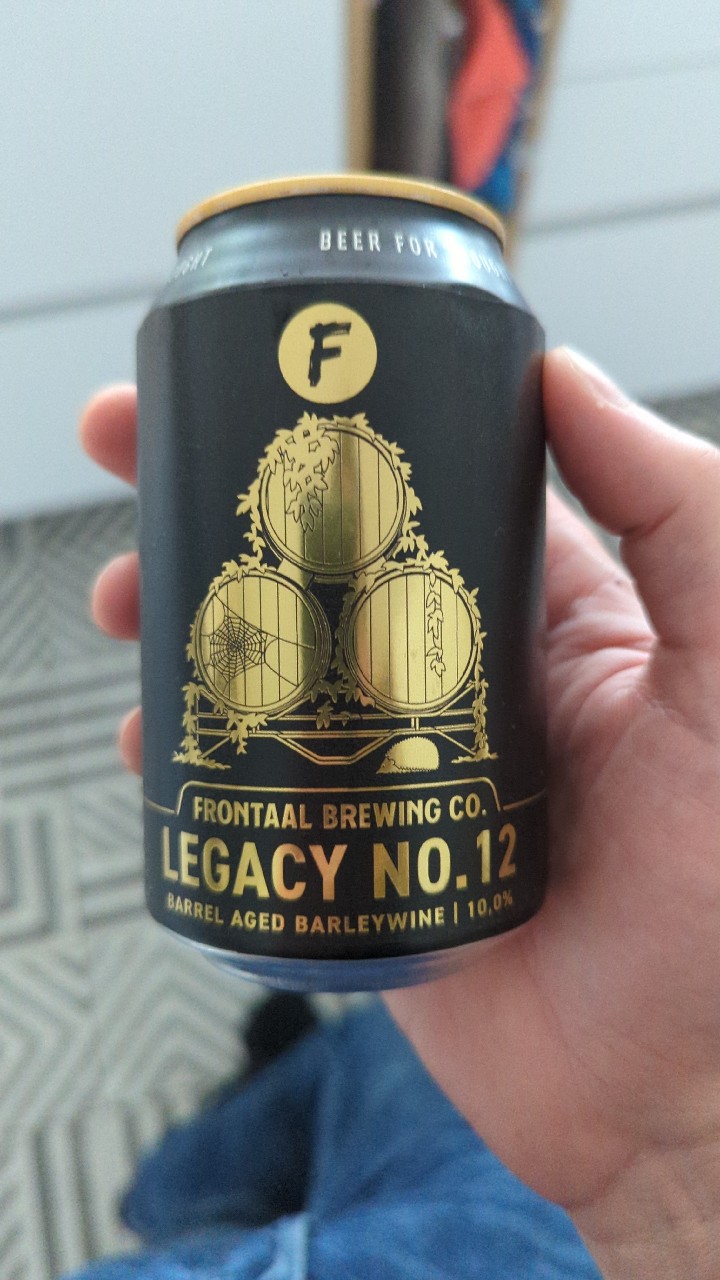 BEER FOR
F
FRONTAAL BREWING CO.
LEGACY NO.12
BARREL AGED BARLEYWINE | 10,0%